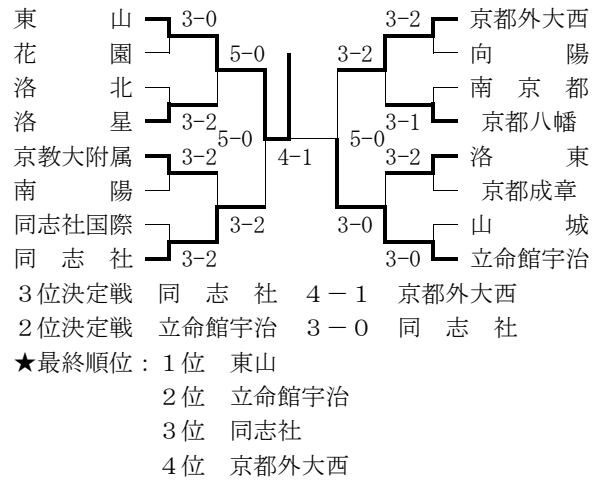 東 山 3-0 3-2 京都外大西
花 園 5-0 3-2 向 陽
洛 北 南 京 都
洛 星 3-2 5-0 5-0 3-1 京都八幡
京教大附属 3-2 4-1 3-2 洛 東
南 陽 京都成章
同志社国際 3-2 3-0 山 城
同 志 社 3-2 3-0 立命館宇治
3位決定戦 同 志 社 4-1 京都外大西
2位決定戦 立命館宇治 3-0 同 志 社
★最終順位:1位 東山
2位 立命館宇治
3位 同志社
4位 京都外大西